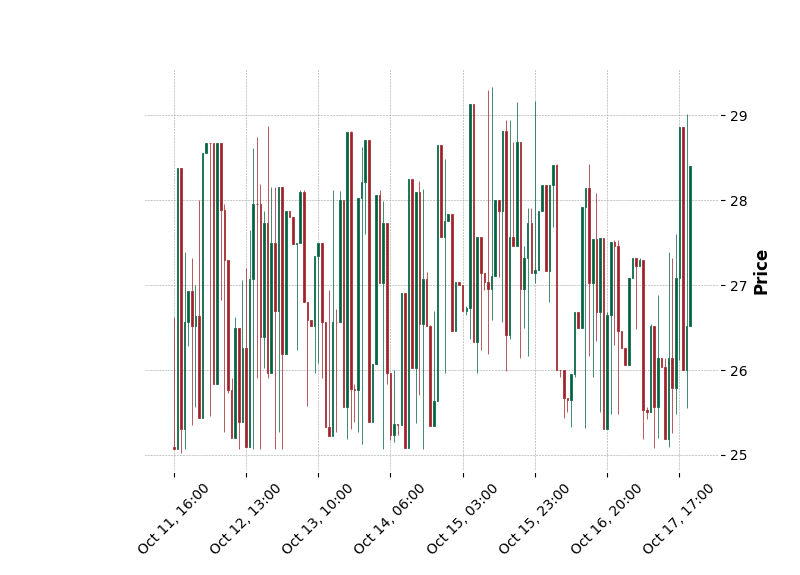 29
28
27
26
25
Price
Oct 11, 16:00
Oct 12, 13:00
Oct 13, 10:00
Oct 14, 06:00
Oct 15, 03:00
Oct 15, 23:00
Oct 16, 20:00
Oct 17, 17:00